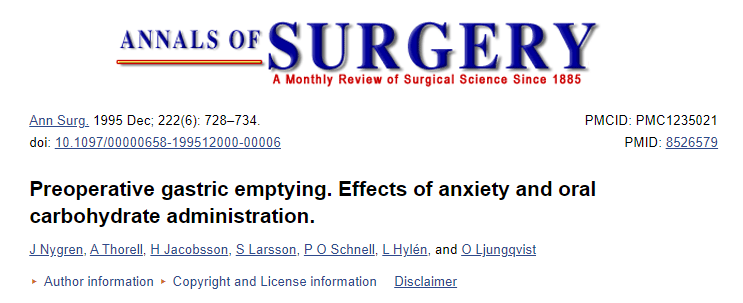 ANNALS OF SURGERY
A Monthly Review of Surgical Science Since 1885
Ann Surg. 1995 Dec; 222(6): 728–734.
PMCID: PMC1235021
doi: 10.1097/00000658-199512000-00006
PMID: 8526579
Preoperative gastric emptying. Effects of anxiety and oral
carbohydrate administration.
J Nygren, A Thorell, H Jacobsson, S Larsson, P O Schnell, L Hylén, and O Ljungqvist
▸ Author information ▸ Copyright and License information Disclaimer